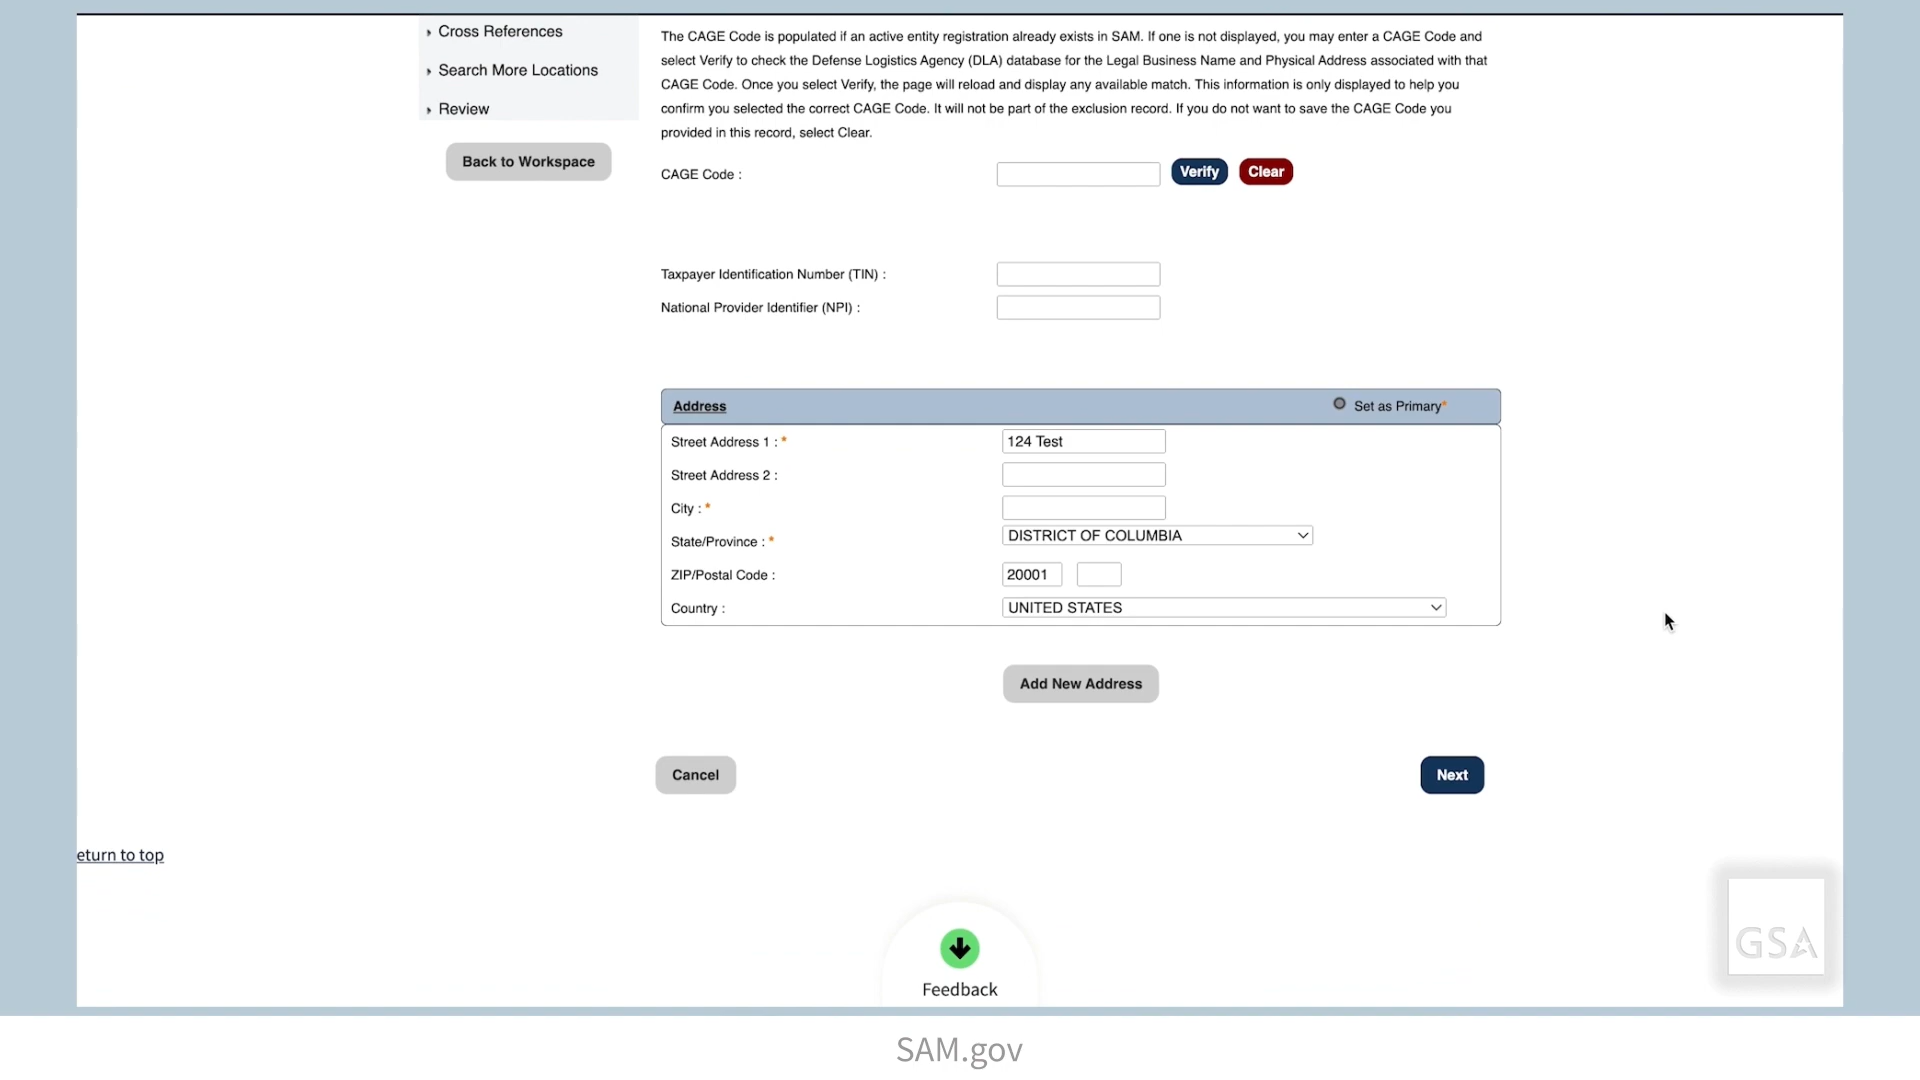 Cross References
Search More Locations
Review
Back to Workspace
The CAGE Code is populated if an active entity registration already exists in SAM. If one is not displayed, you may enter a CAGE Code and
select Verify to check the Defense Logistics Agency (DLA) database for the Legal Business Name and Physical Address associated with that
CAGE Code. Once you select Verify, the page will reload and display any available match. This information is only displayed to help you
confirm you selected the correct CAGE Code. It will not be part of the exclusion record. If you do not want to save the CAGE Code you
provided in this record, select Clear.
CAGE Code : Verify Clear
Taxpayer Identification Number (TIN) :
National Provider Identifier (NPI) :
Address Set as Primary*
Street Address 1 : * 124 Test
Street Address 2 :
City : *
State/Province : * DISTRICT OF COLUMBIA
ZIP/Postal Code : 20001
Country : UNITED STATES
Add New Address
Cancel Next
eturn to top
GSA
Feedback
SAM.gov